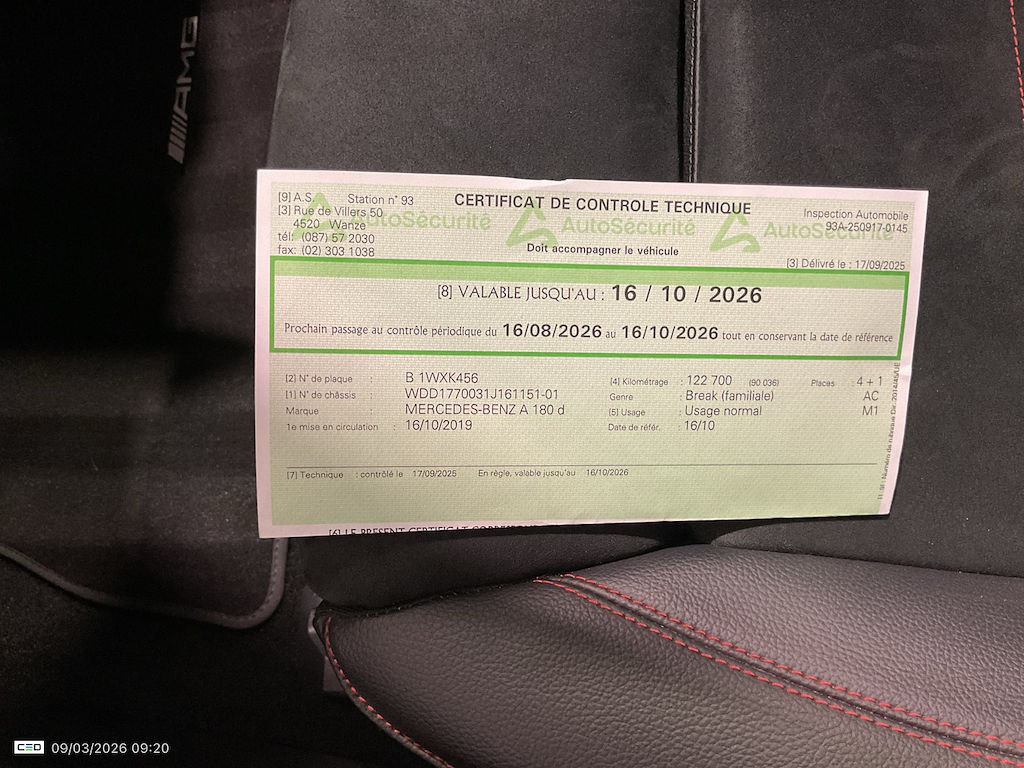 AMG
[9] A.S. Station n° 93
[3] Rue de Villers 50
4520 Wanze
tél: (087) 57 2030
fax: (02) 303 1038
CERTIFICAT DE CONTROLE TECHNIQUE
AutoSécurité AutoSécurité AutoSécurité
Doit accompagner le véhicule
Inspection Automobile
93A-250917-0145
[3] Délivré le : 17/09/2025
[8] VALABLE JUSQU'AU : 16 / 10 / 2026
Prochain passage au contrôle périodique du 16/08/2026 au 16/10/2026 tout en conservant la date de référence
[2] N° de plaque : B 1WXK456
[1] N° de châssis : WDD1770031J161151-01
Marque : MERCEDES-BENZ A 180 d
1e mise en circulation : 16/10/2019
[4] Kilométrage : 122 700 (90 036) Places : 4 + 1
Genre : Break (familiale) AC
[5] Usage : Usage normal M1
Date de référ. : 16/10
[7] Technique : contrôlé le 17/09/2025 En règle, valable jusqu'au 16/10/2026
[6] LE PRESENT CERTIFICAT
CEO 09/03/2026 09:20